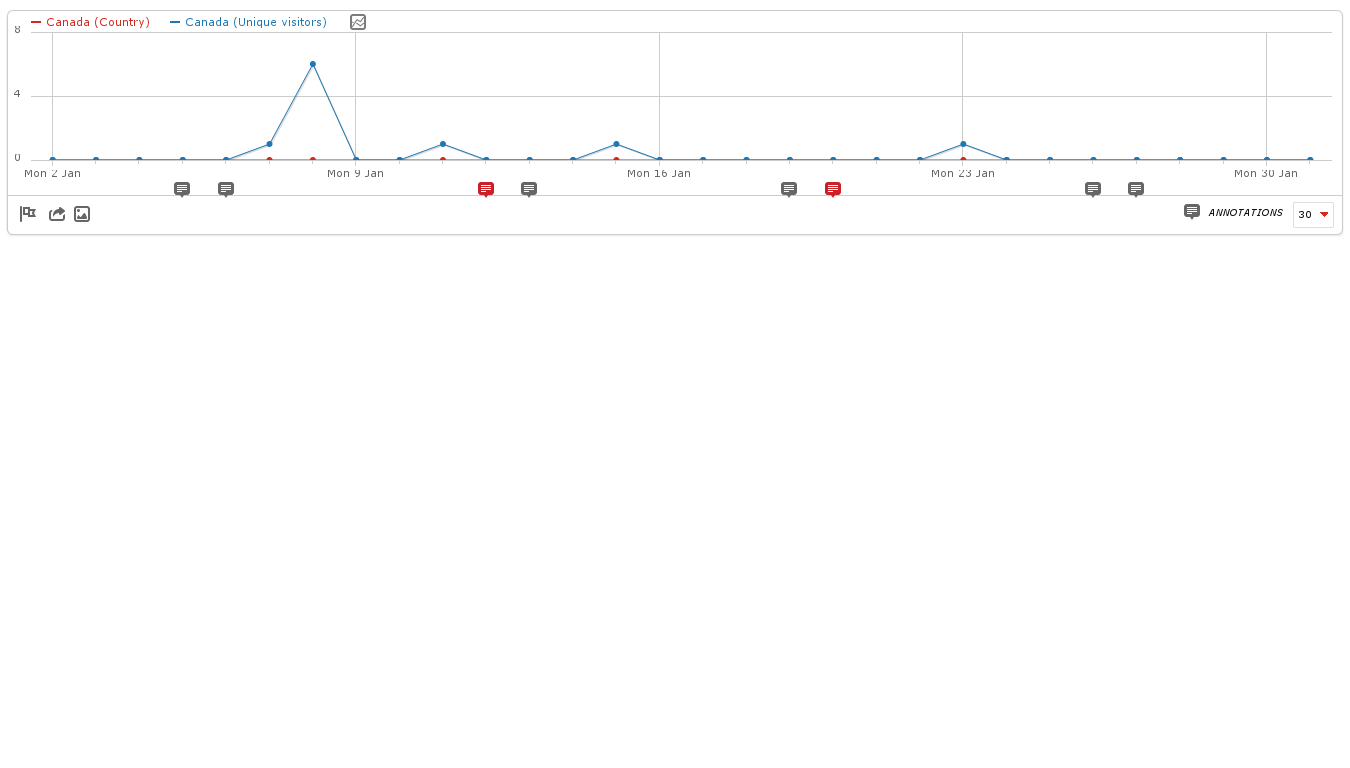 Canada (Country) Canada (Unique visitors)
8
4
0
Mon 2 Jan Mon 9 Jan Mon 16 Jan Mon 23 Jan Mon 30 Jan
ANNOTATIONS 30